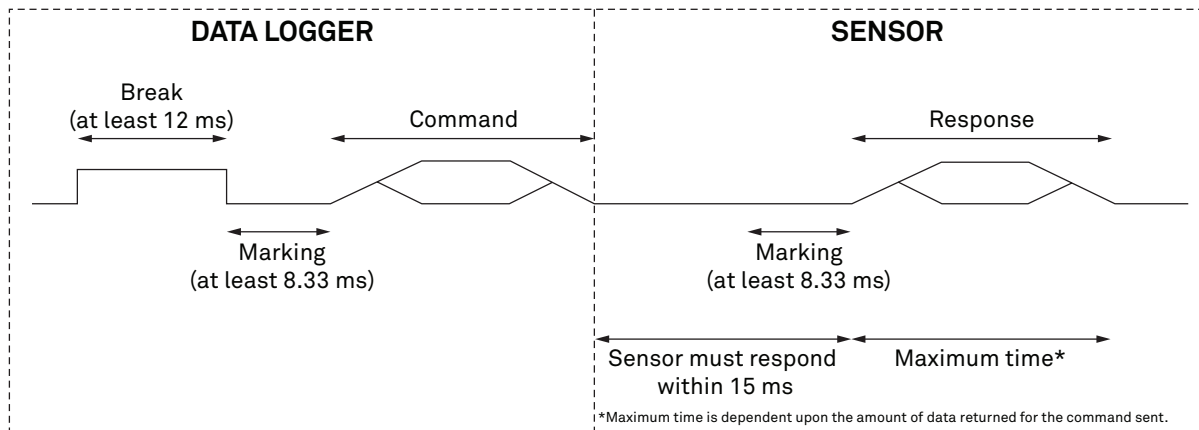 DATA LOGGER
SENSOR
Break
(at least 12 ms)
Command
Response
Marking
(at least 8.33 ms)
Marking
(at least 8.33 ms)
Sensor must respond
within 15 ms
Maximum time*
*Maximum time is dependent upon the amount of data returned for the command sent.